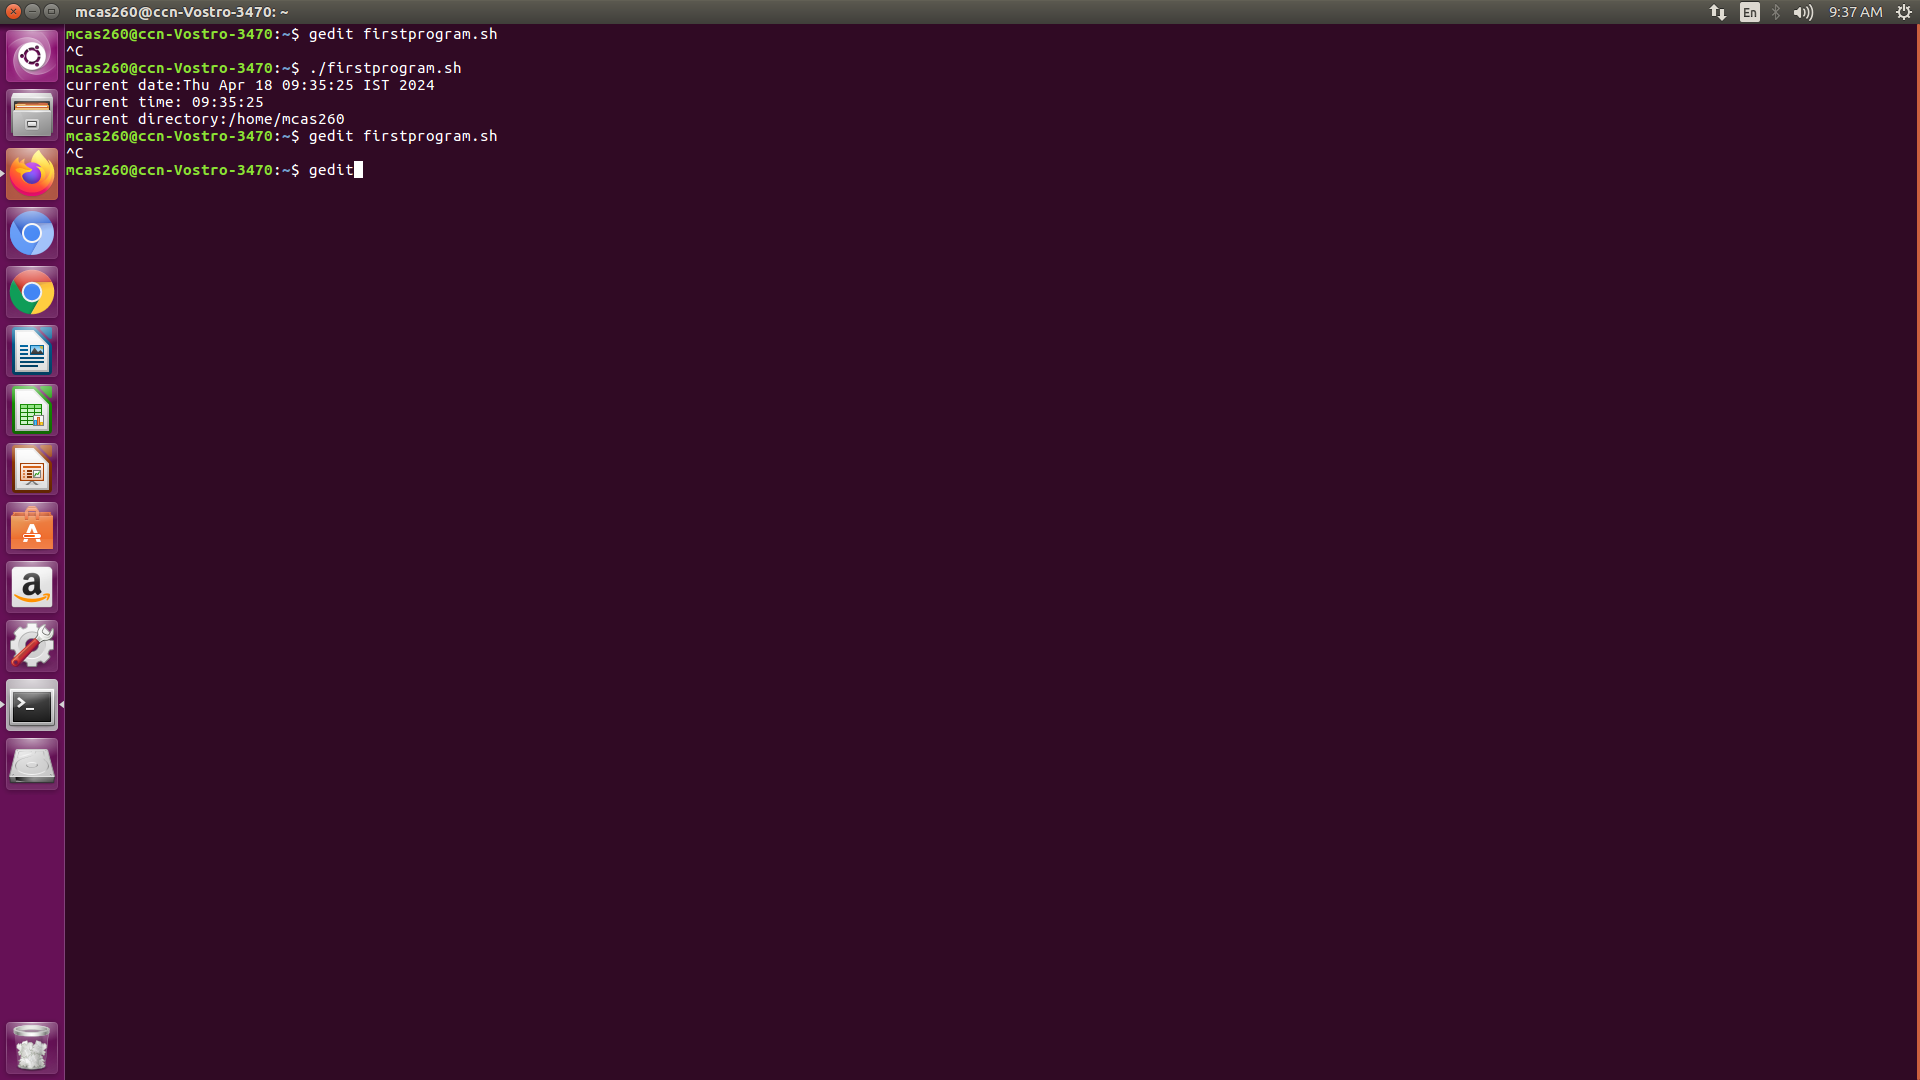 mcas260@ccn-Vostro-3470: ~
En
9:37 AM
mcas260@ccn-Vostro-3470:~$ gedit firstprogram.sh
^C
mcas260@ccn-Vostro-3470:~$ ./firstprogram.sh
current date:Thu Apr 18 09:35:25 IST 2024
Current time: 09:35:25
current directory:/home/mcas260
mcas260@ccn-Vostro-3470:~$ gedit firstprogram.sh
^C
mcas260@ccn-Vostro-3470:~$ gedit